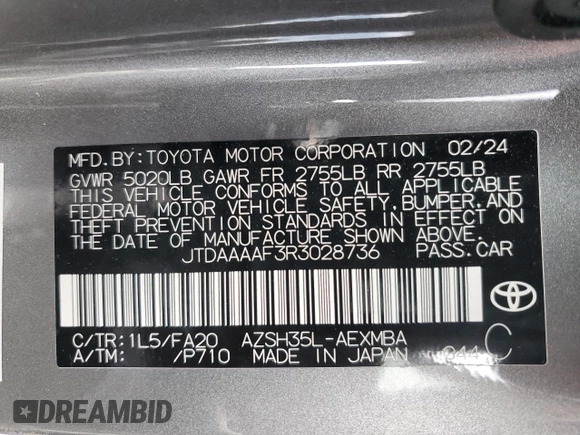 MFD.BY:TOYOTA MOTOR CORPORATION 02/24
GVWR 5020LB GAWR FR 2755LB RR 2755LB
THIS VEHICLE CONFORMS TO ALL APPLICABLE
FEDERAL MOTOR VEHICLE SAFETY,BUMPER,AND
THEFT PREVENTION STANDARDS IN EFFECT ON
THE DATE OF MANUFACTURE SHOWN ABOVE.
JTDAAAAF3R3028736 PASS.CAR
C/TR:1L5/FA20 AZSH35L-AEXMBA
A/TM: /P710 MADE IN JAPAN 044 C
TOYOTA
DREAMBID